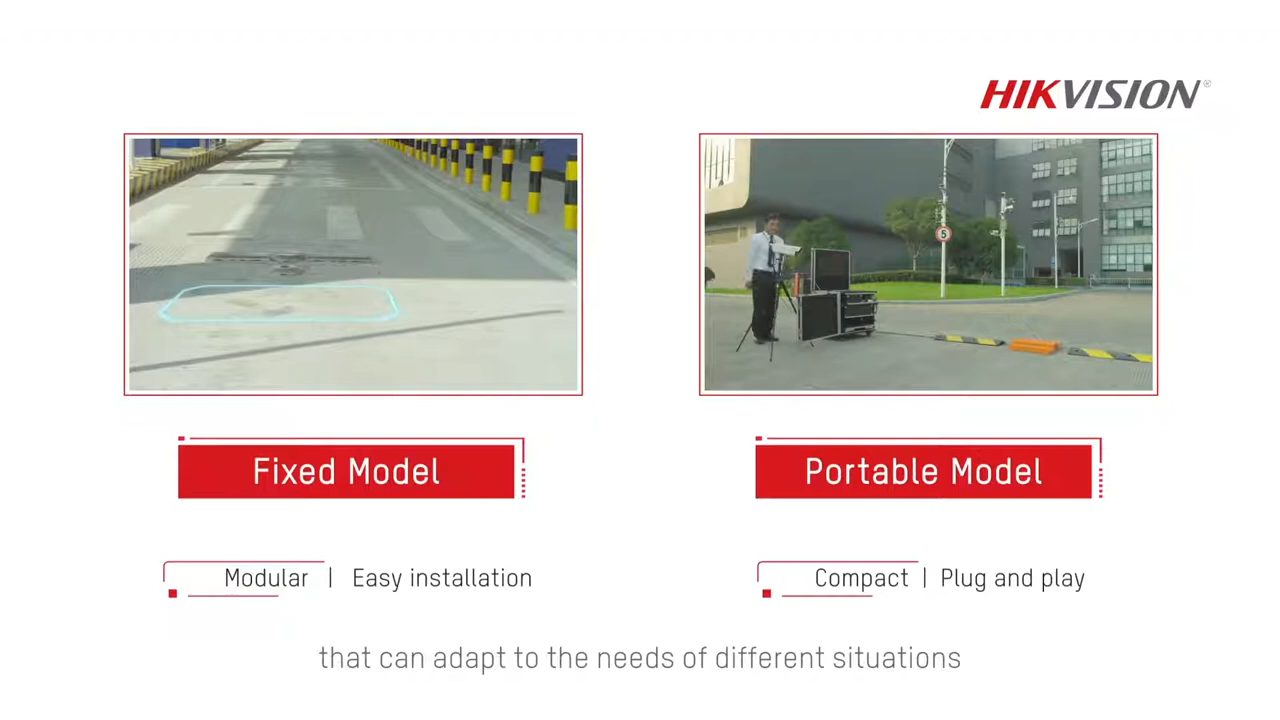 HIKVISION®
5
Fixed Model
Portable Model
Modular | Easy installation
Compact | Plug and play
that can adapt to the needs of different situations